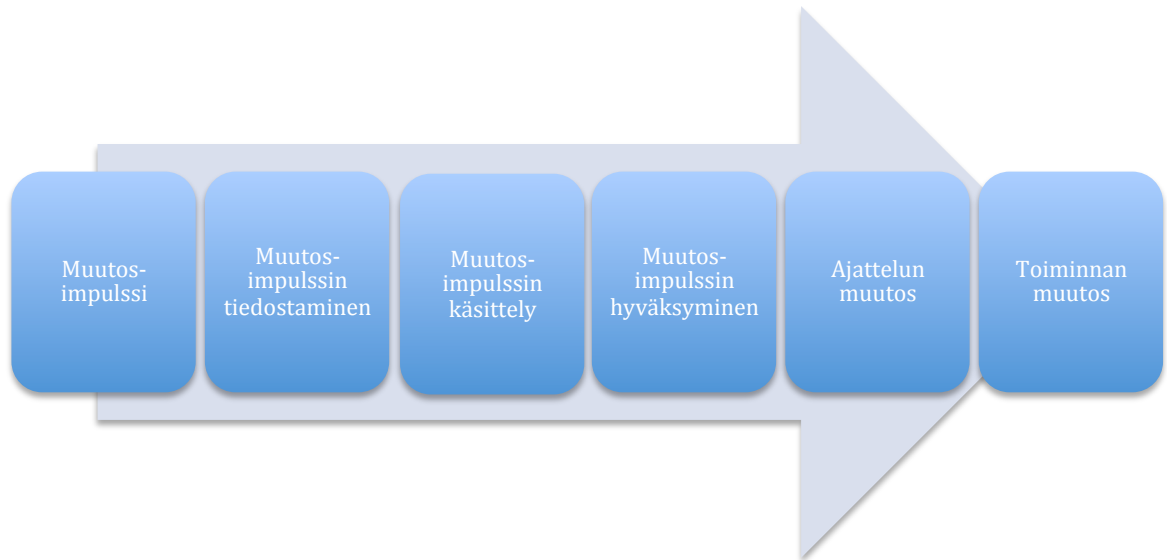 Muutos-
impulssi
Muutos-
impulssin
tiedostaminen
Muutos-
impulssin
käsittely
Muutos-
impulssin
hyväksyminen
Ajattelun
muutos
Toiminnan
muutos